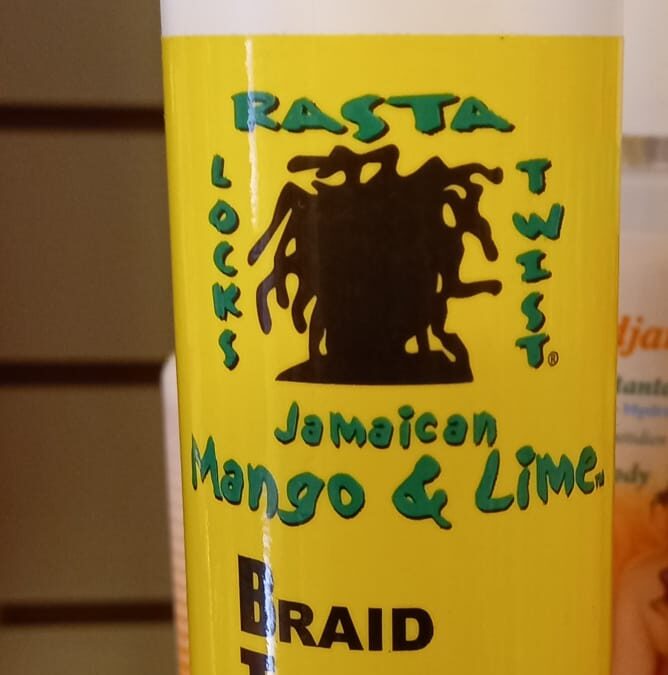 RASTA
LOCKS
TWIST®
Jamaican
Mango & Lime™
BRAID